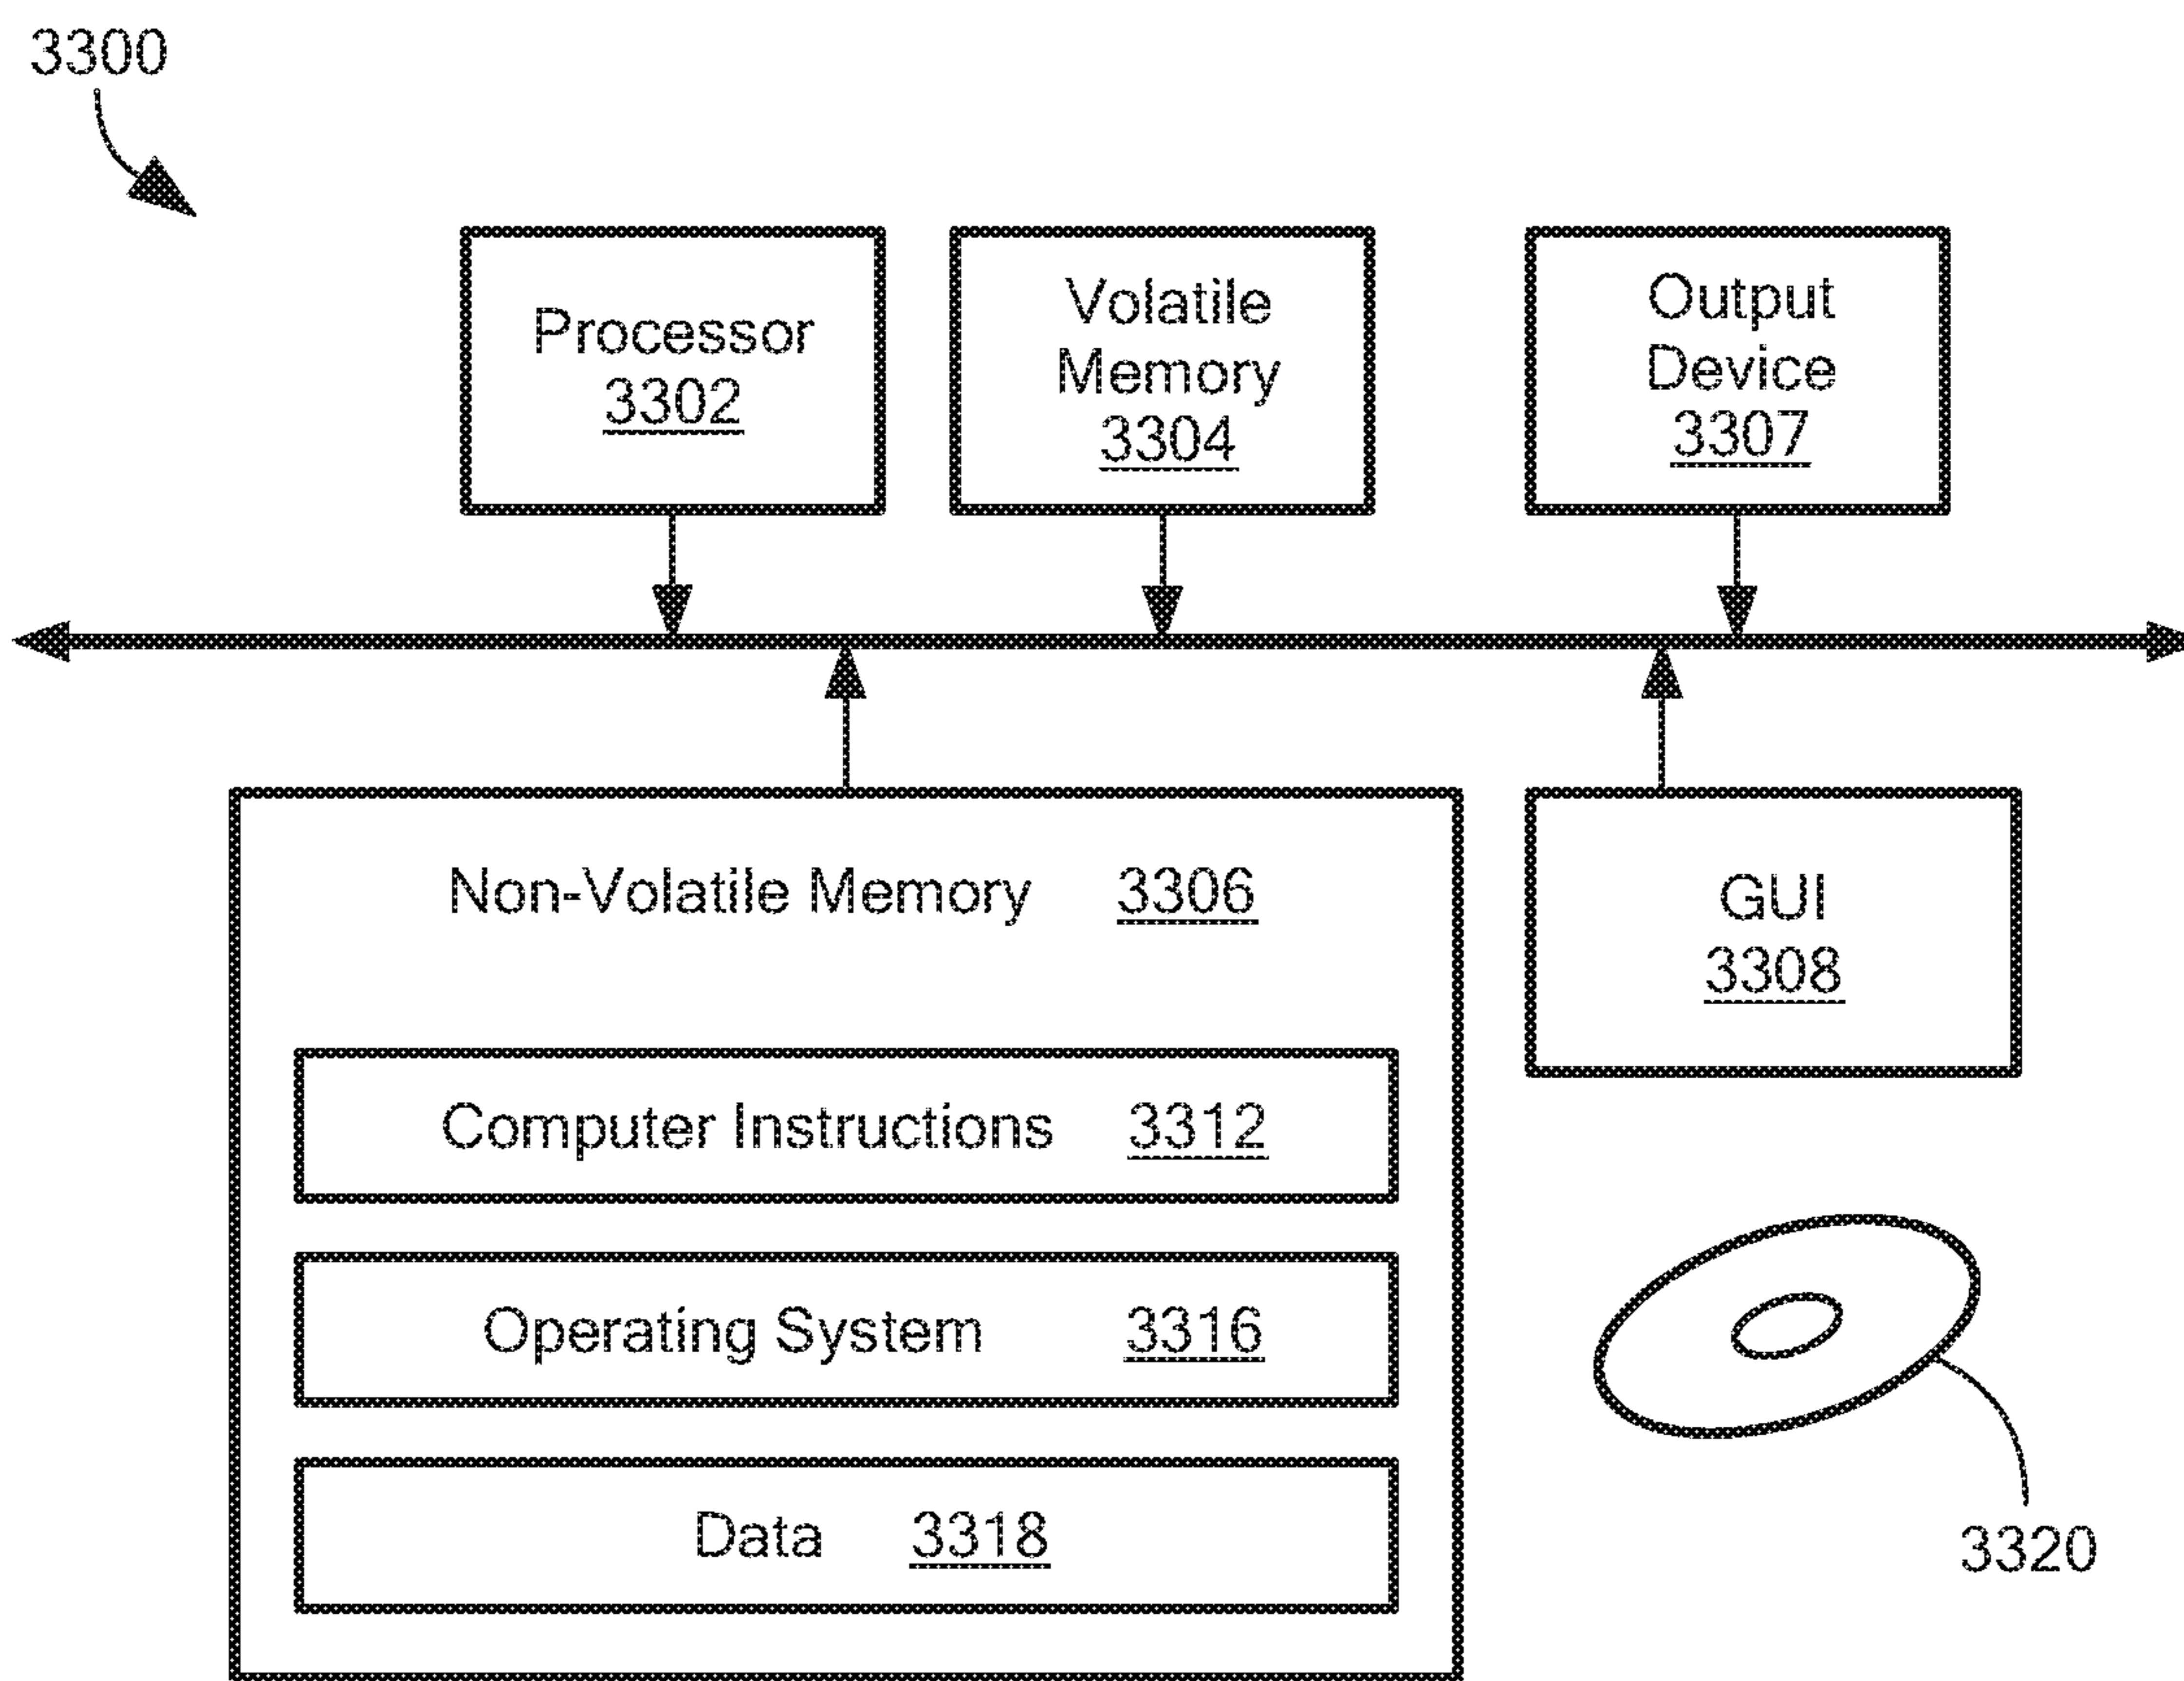 3300
Processor
3302
Volatile
Memory
3304
Output
Device
3307
Non-Volatile Memory 3306
GUI
3308
Computer Instructions 3312
Operating System 3316
Data 3318
3320